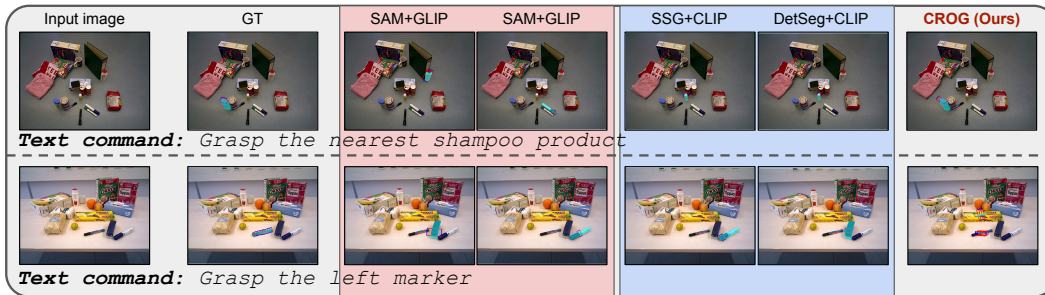 Input image GT SAM+GLIP SAM+GLIP SSG+CLIP DetSeg+CLIP CROG (Ours)
Text command: Grasp the nearest shampoo product
Text command: Grasp the left marker